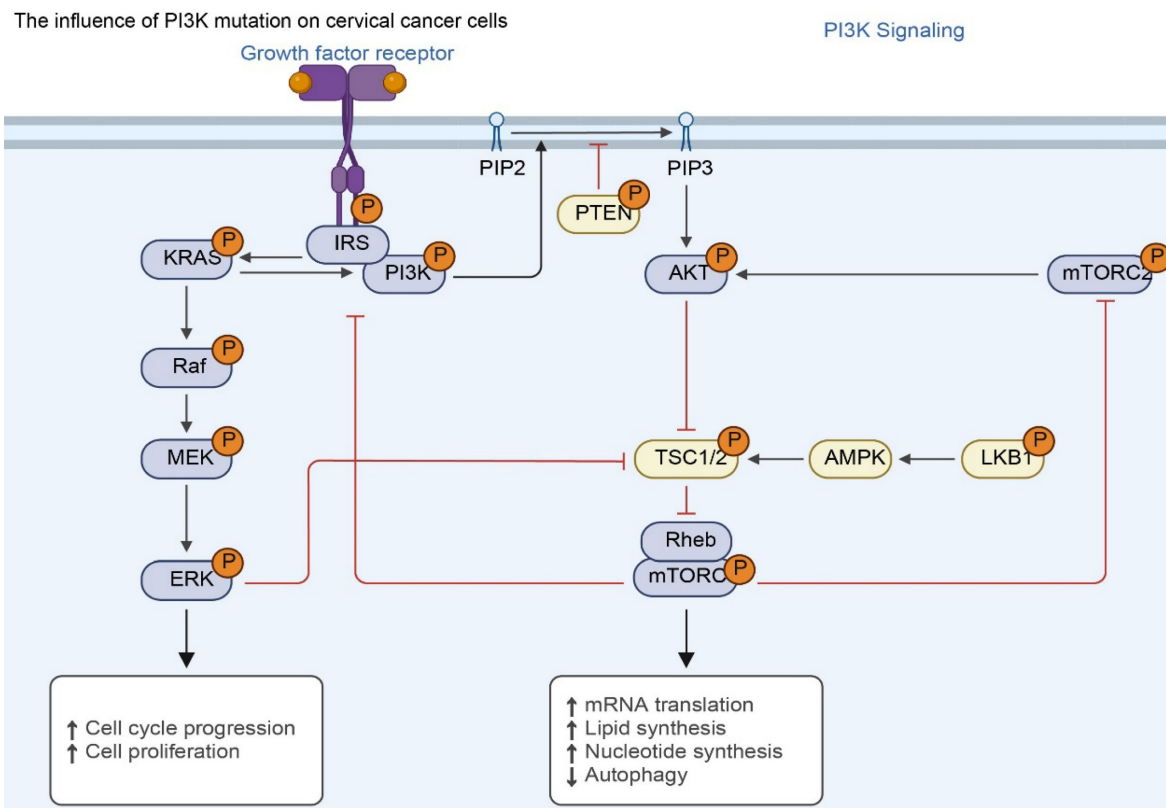 The influence of PI3K mutation on cervical cancer cells
PI3K Signaling
Growth factor receptor
PIP2
PIP3
P
PTEN
P
IRS
P
KRAS
P
PI3K
P
AKT
P
mTORC2
P
Raf
P
MEK
P
TSC1/2
P
AMPK
LKB1
P
Rheb
ERK
P
mTORC
P
↑ Cell cycle progression
↑ Cell proliferation
↑ mRNA translation
↑ Lipid synthesis
↑ Nucleotide synthesis
↓ Autophagy